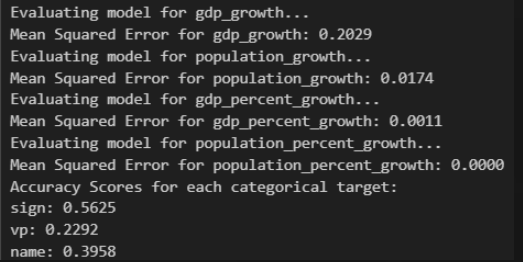 Evaluating model for gdp_growth...
Mean Squared Error for gdp_growth: 0.2029
Evaluating model for population_growth...
Mean Squared Error for population_growth: 0.0174
Evaluating model for gdp_percent_growth...
Mean Squared Error for gdp_percent_growth: 0.0011
Evaluating model for population_percent_growth...
Mean Squared Error for population_percent_growth: 0.0000
Accuracy Scores for each categorical target:
sign: 0.5625
vp: 0.2292
name: 0.3958